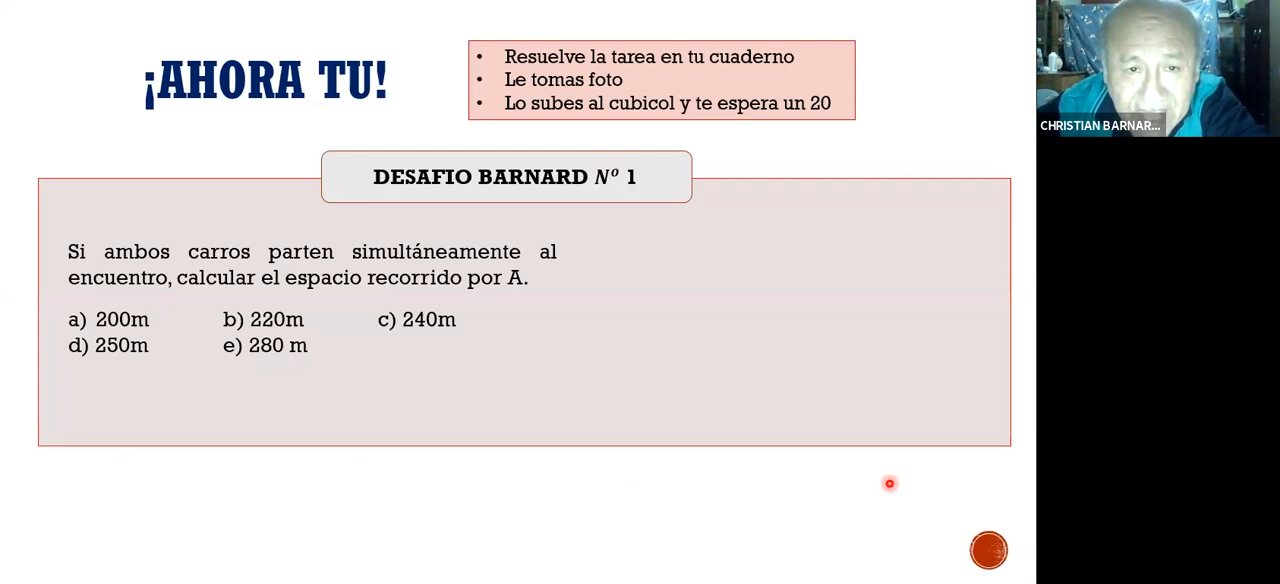 ¡AHORA TU!
• Resuelve la tarea en tu cuaderno
• Le tomas foto
• Lo subes al cubicol y te espera un 20
CHRISTIAN BARNAR...
DESAFIO BARNARD N° 1
Si ambos carros parten simultáneamente al
encuentro, calcular el espacio recorrido por A.
a) 200m b) 220m c) 240m
d) 250m e) 280 m